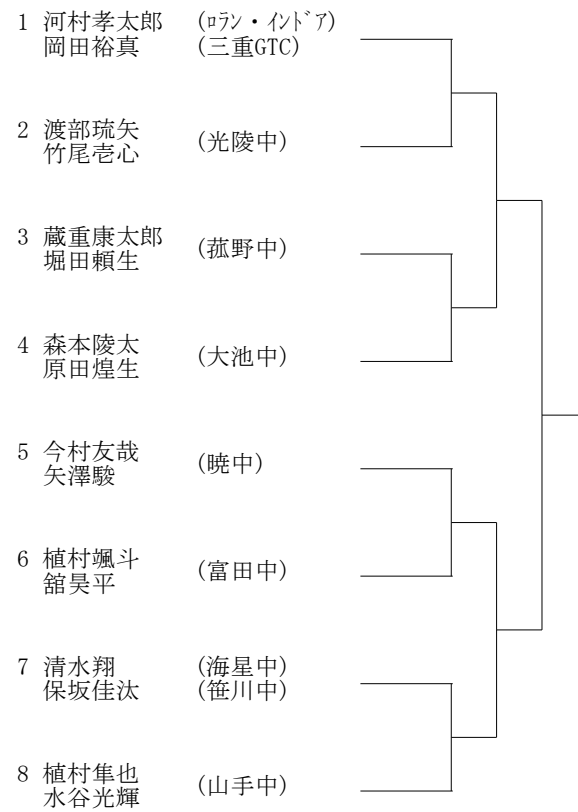 1 河村孝太郎 (ﾛﾗﾝ・ｲﾝﾄﾞｱ)
岡田裕真 (三重GTC)
2 渡部琉矢
竹尾壱心 (光陵中)
3 蔵重康太郎
堀田頼生 (菰野中)
4 森本陵太
原田煌生 (大池中)
5 今村友哉
矢澤駿 (暁中)
6 植村颯斗
舘昊平 (富田中)
7 清水翔 (海星中)
保坂佳汰 (笹川中)
8 植村隼也
水谷光輝 (山手中)